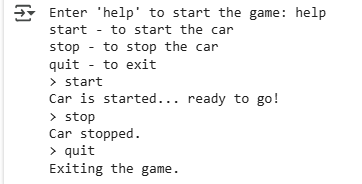 Enter 'help' to start the game: help
start - to start the car
stop - to stop the car
quit - to exit
> start
Car is started... ready to go!
> stop
Car stopped.
> quit
Exiting the game.